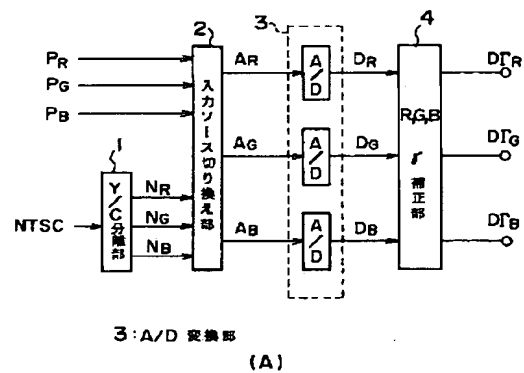 3
4
2
PR
PG
PB
AR
AG
AB
A/D
A/D
A/D
DR
DG
DB
R,G,B
γ
補正部
DΓR
DΓG
DΓB
入力ソース切り換え部
1
NTSC
Y/C分離部
NR
NG
NB
3:A/D 変換部
(A)